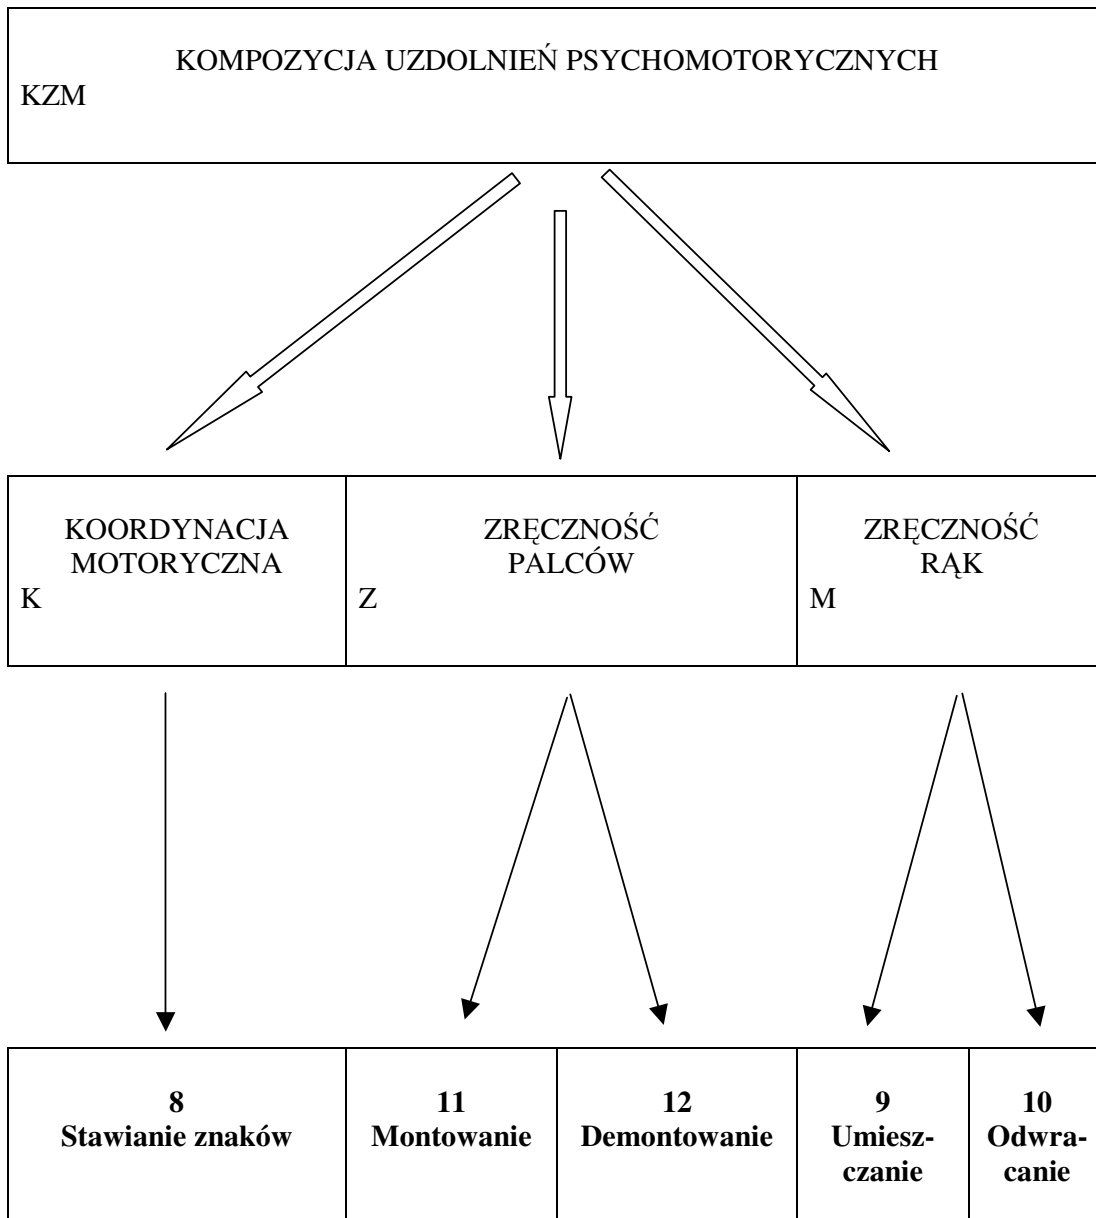 KOMPOZYCJA UZDOLNIEŃ PSYCHOMOTORYCZNYCH
KZM
KOORDYNACJA
MOTORYCZNA
K
ZRĘCZNOŚĆ
PALCÓW
Z
ZRĘCZNOŚĆ
RĄK
M
8
Stawianie znaków
11
Montowanie
12
Demontowanie
9
Umiesz-
czanie
10
Odwra-
canie